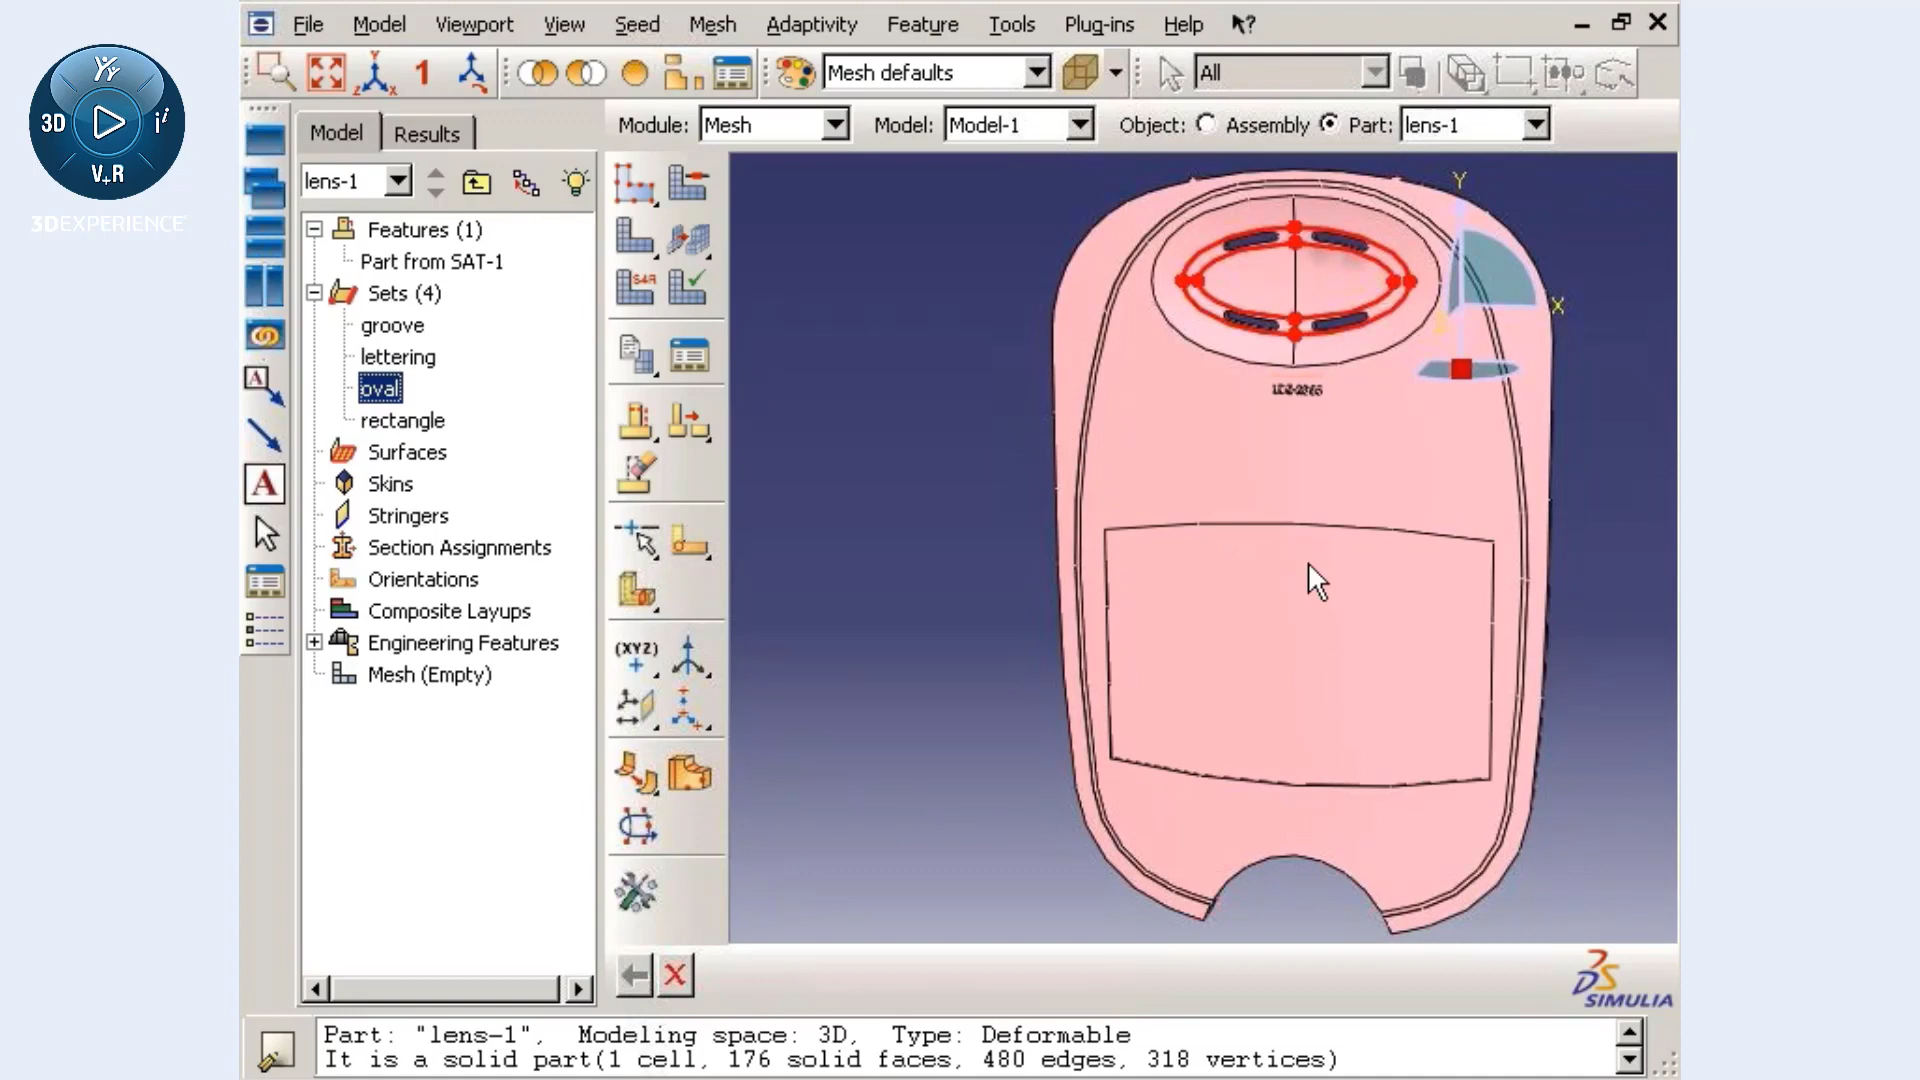 File Model Viewport View Seed Mesh Adaptivity Feature Tools Plug-ins Help
1 Mesh defaults All
3D V+R i
3DEXPERIENCE
Model Results Module: Mesh Model: Model-1 Object: Assembly Part: lens-1
lens-1
Features (1)
Part from SAT-1
Sets (4)
groove
lettering
oval
rectangle
Surfaces
Skins
Stringers
Section Assignments
Orientations
Composite Layups
Engineering Features
Mesh (Empty)
A
A
S4R
(XYZ)
Y
X
SIMULIA
Part: "lens-1", Modeling space: 3D, Type: Deformable
It is a solid part(1 cell, 176 solid faces, 480 edges, 318 vertices)